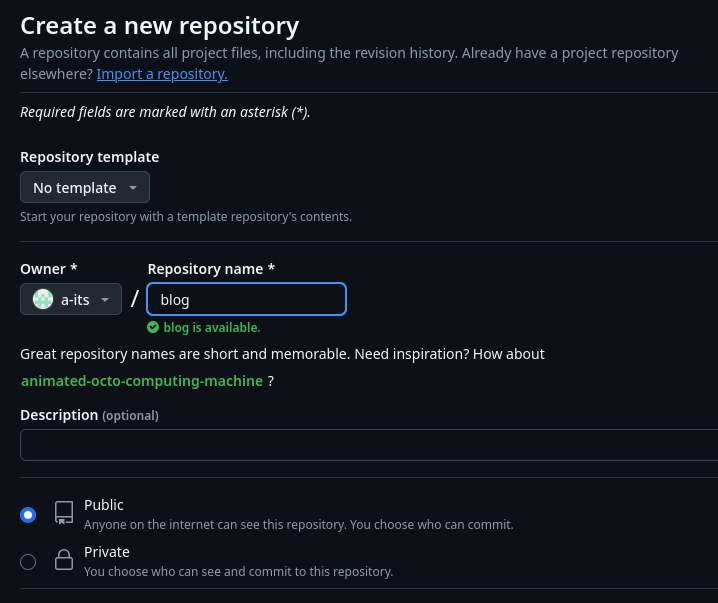 Create a new repository
A repository contains all project files, including the revision history. Already have a project repository
elsewhere? Import a repository.
Required fields are marked with an asterisk (*).
Repository template
No template
Start your repository with a template repository's contents.
Owner * Repository name *
a-its / blog
blog is available.
Great repository names are short and memorable. Need inspiration? How about
animated-octo-computing-machine ?
Description (optional)
Public
Anyone on the internet can see this repository. You choose who can commit.
Private
You choose who can see and commit to this repository.